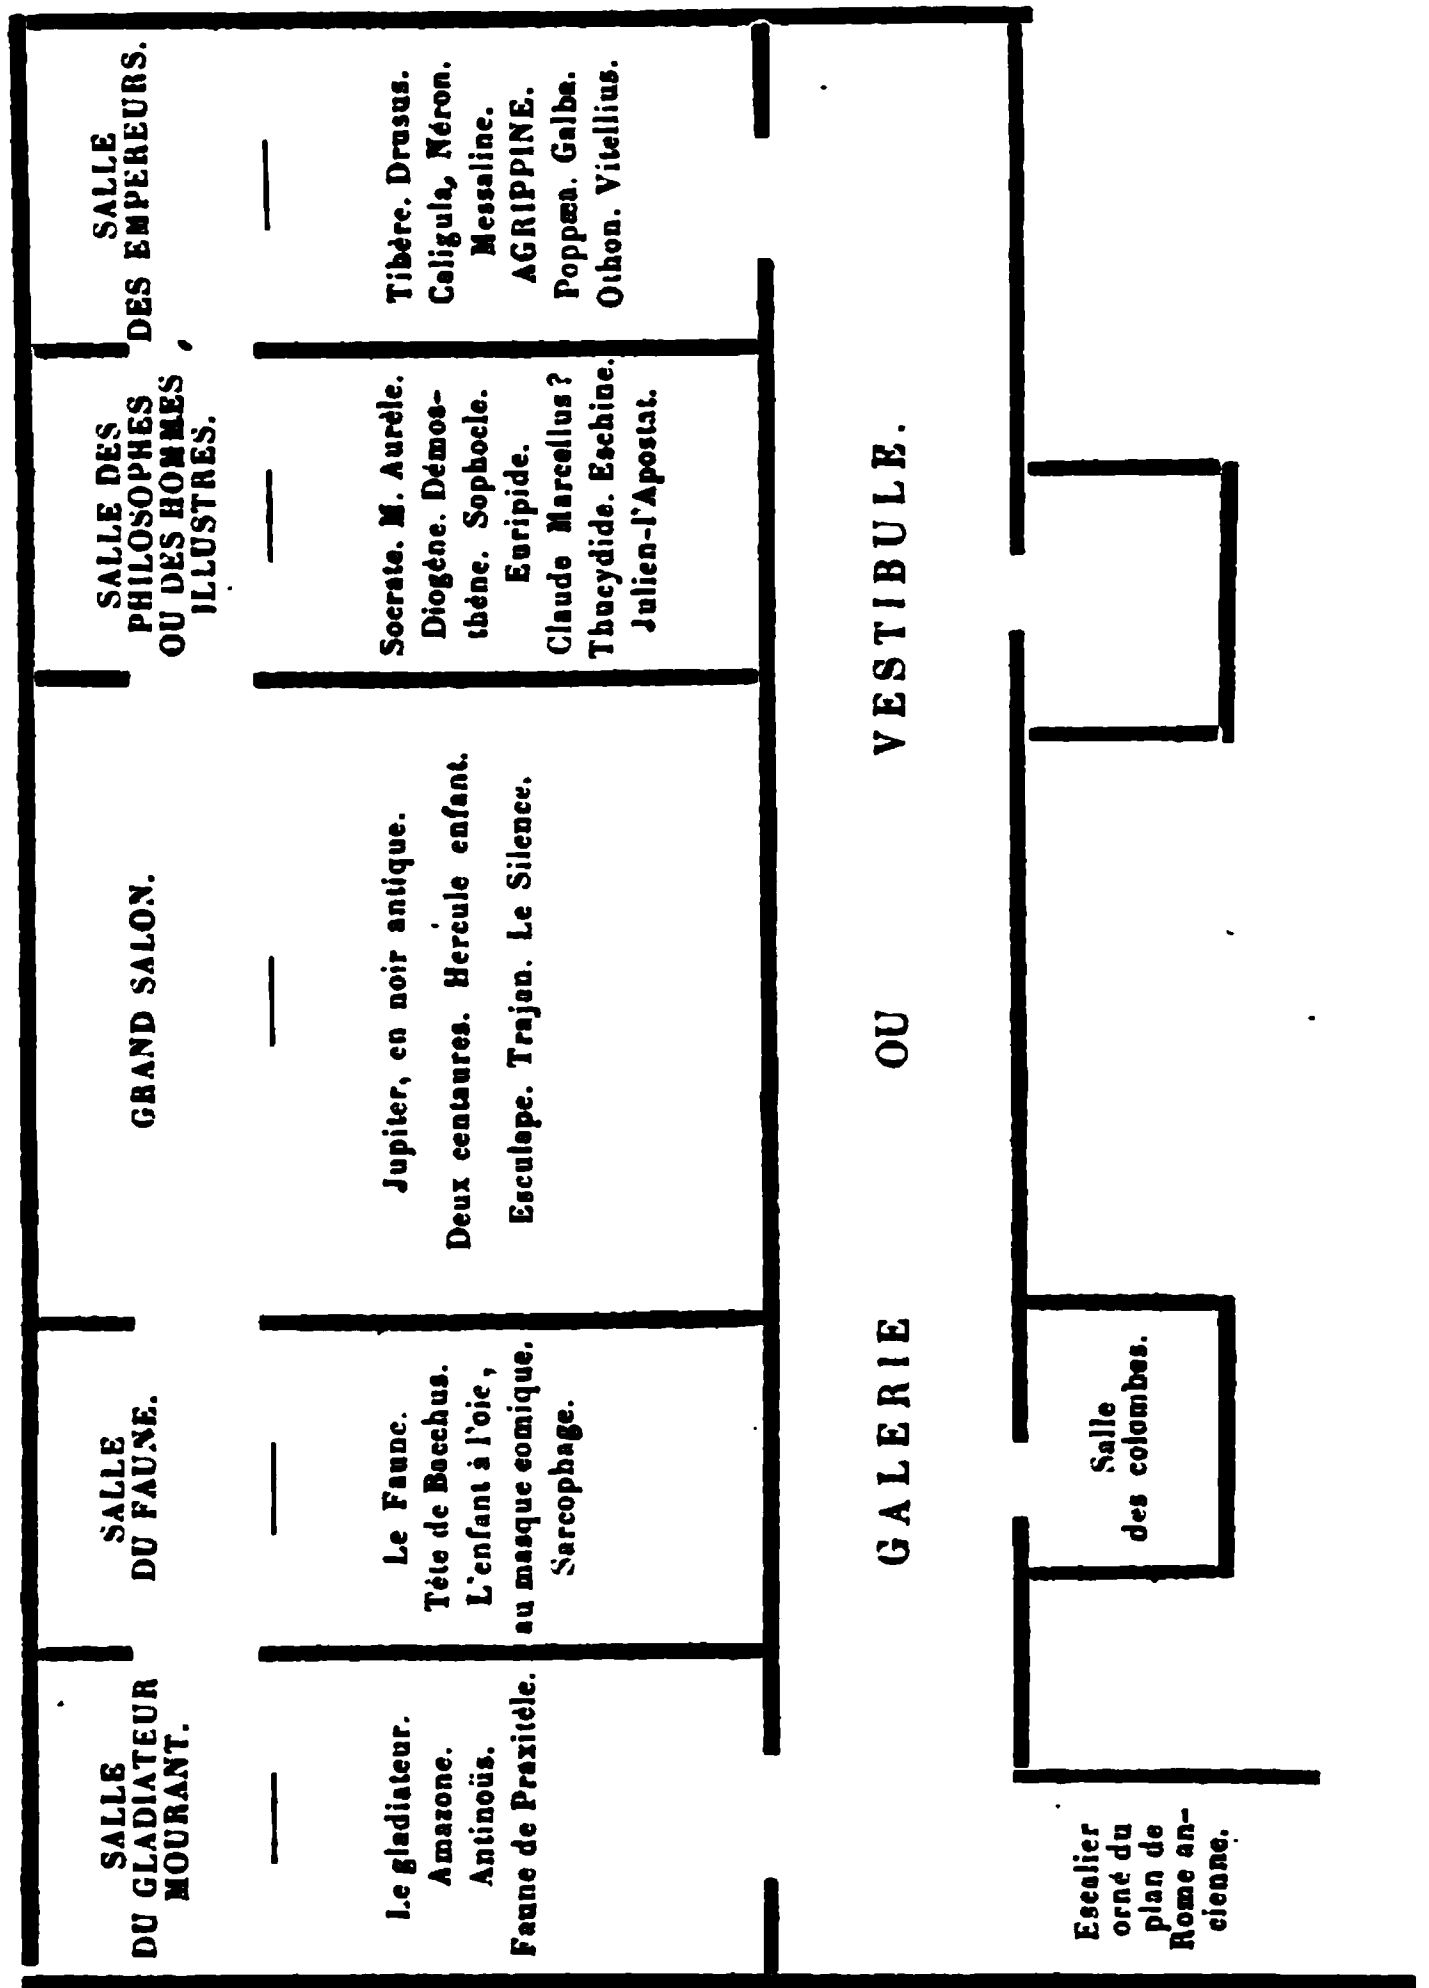 SALLE
DU GLADIATEUR
MOURANT.
Le gladiateur.
Amazone.
Antinoüs.
Faune de Praxitèle.
SALLE
DU FAUNE.
Le Faune.
Tête de Bacchus.
L'enfant à l'oie,
au masque comique.
Sarcophage.
GRAND SALON.
Jupiter, en noir antique.
Deux centaures. Hercule enfant.
Esculape. Trajan. Le Silence.
SALLE DES
PHILOSOPHES
OU DES HOMMES
ILLUSTRES.
Socrate. M. Aurèle.
Diogène. Démos-
thène. Sophocle.
Euripide.
Claude Marcellus?
Thucydide. Eschine.
Julien-l'Apostat.
SALLE
DES EMPEREURS.
Tibère. Drusus.
Caligula, Néron.
Messaline.
AGRIPPINE.
Poppæa. Galba.
Othon. Vitellius.
GALERIE OU VESTIBULE.
Escalier
orné du
plan de
Rome an-
cienne.
Salle
des colombes.